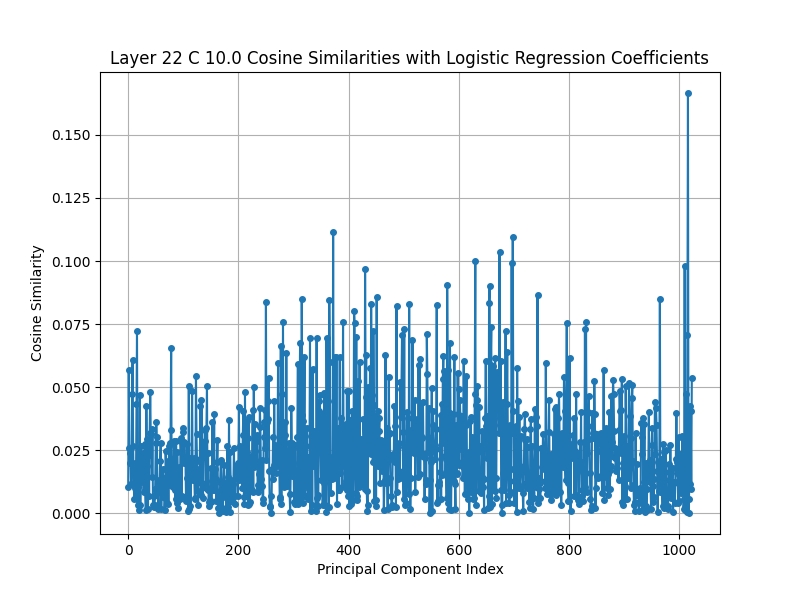 Layer 22 C 10.0 Cosine Similarities with Logistic Regression Coefficients
0.150
0.125
0.100
0.075
0.050
0.025
0.000
Cosine Similarity
0 200 400 600 800 1000
Principal Component Index